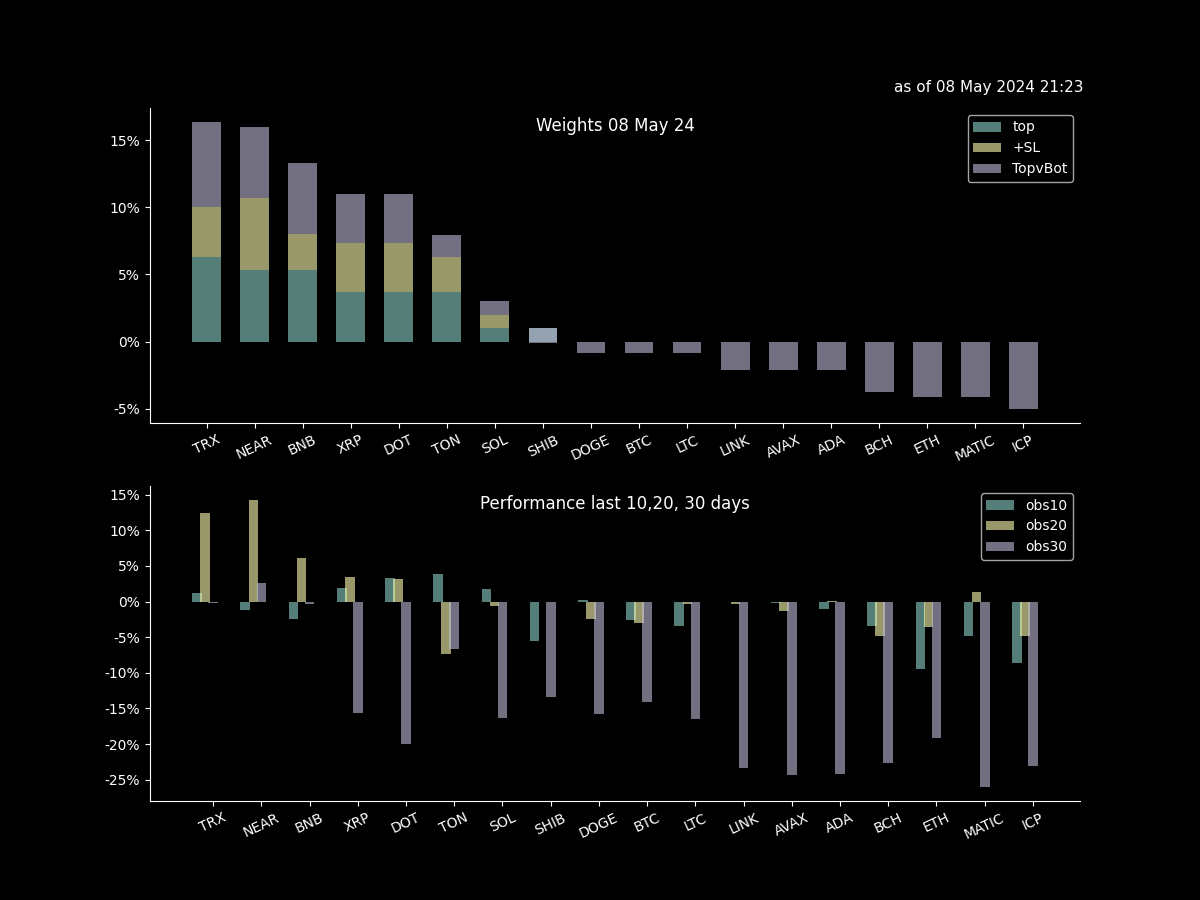 as of 08 May 2024 21:23
Weights 08 May 24
top
+SL
TopvBot
15%
10%
5%
0%
-5%
TRX NEAR BNB XRP DOT TON SOL SHIB DOGE BTC LTC LINK AVAX ADA BCH ETH MATIC ICP
Performance last 10,20, 30 days
obs10
obs20
obs30
15%
10%
5%
0%
-5%
-10%
-15%
-20%
-25%
TRX NEAR BNB XRP DOT TON SOL SHIB DOGE BTC LTC LINK AVAX ADA BCH ETH MATIC ICP